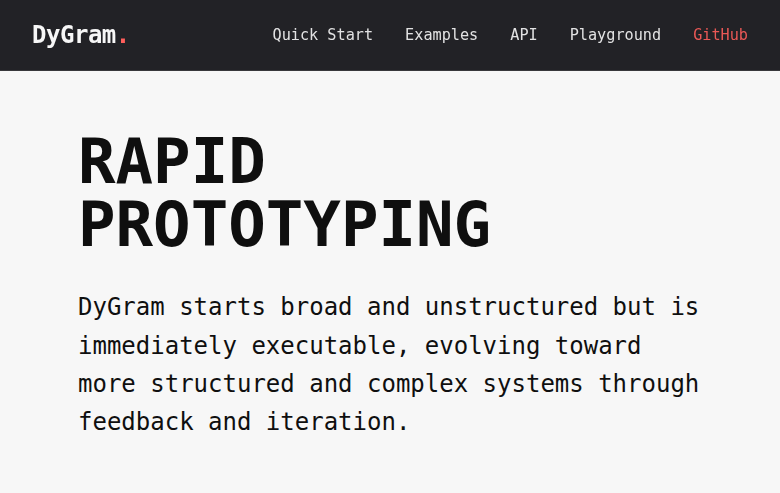 DyGram. Quick Start Examples API Playground GitHub
RAPID
PROTOTYPING
DyGram starts broad and unstructured but is
immediately executable, evolving toward
more structured and complex systems through
feedback and iteration.